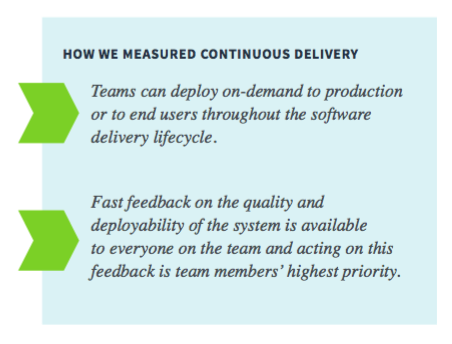 HOW WE MEASURED CONTINUOUS DELIVERY
Teams can deploy on-demand to production
or to end users throughout the software
delivery lifecycle.
Fast feedback on the quality and
deployability of the system is available
to everyone on the team and acting on this
feedback is team members’ highest priority.